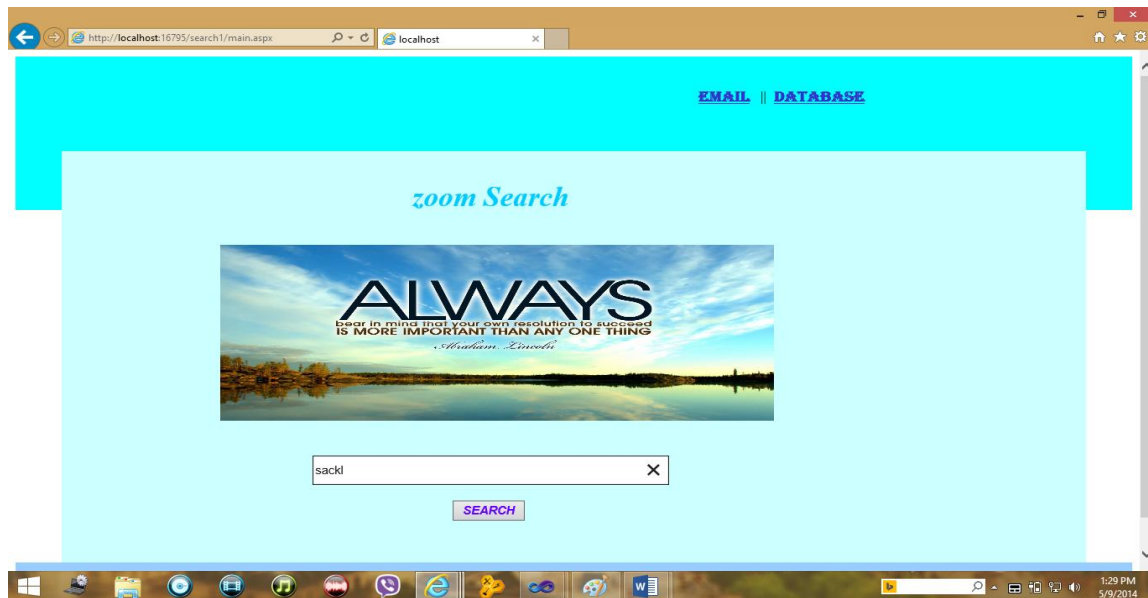 http://localhost:16795/search1/main.aspx
localhost
EMAIL || DATABASE
zoom Search
ALWAYS
bear in mind that your own resolution to succeed
IS MORE IMPORTANT THAN ANY ONE THING
Abraham Lincoln
sackl
SEARCH
1:29 PM
5/9/2014